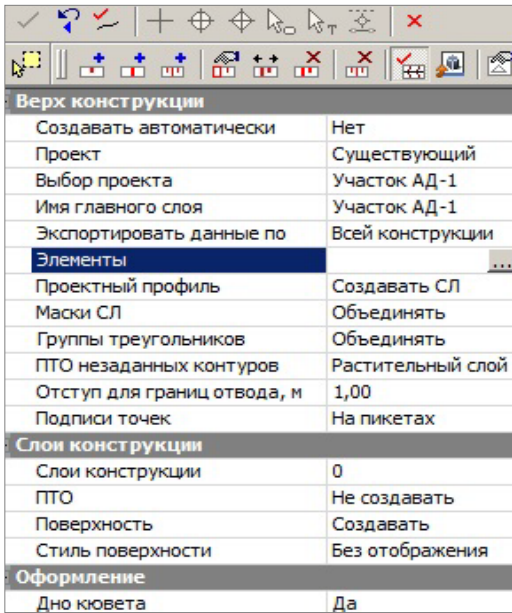 Верх конструкции
Создавать автоматически Нет
Проект Существующий
Выбор проекта Участок АД-1
Имя главного слоя Участок АД-1
Экспортировать данные по Всей конструкции
Элементы ...
Проектный профиль Создавать СЛ
Маски СЛ Объединять
Группы треугольников Объединять
ПТО незаданных контуров Растительный слой
Отступ для границ отвода, м 1,00
Подписи точек На пикетах
Слои конструкции
Слои конструкции 0
ПТО Не создавать
Поверхность Создавать
Стиль поверхности Без отображения
Оформление
Дно кювета Да